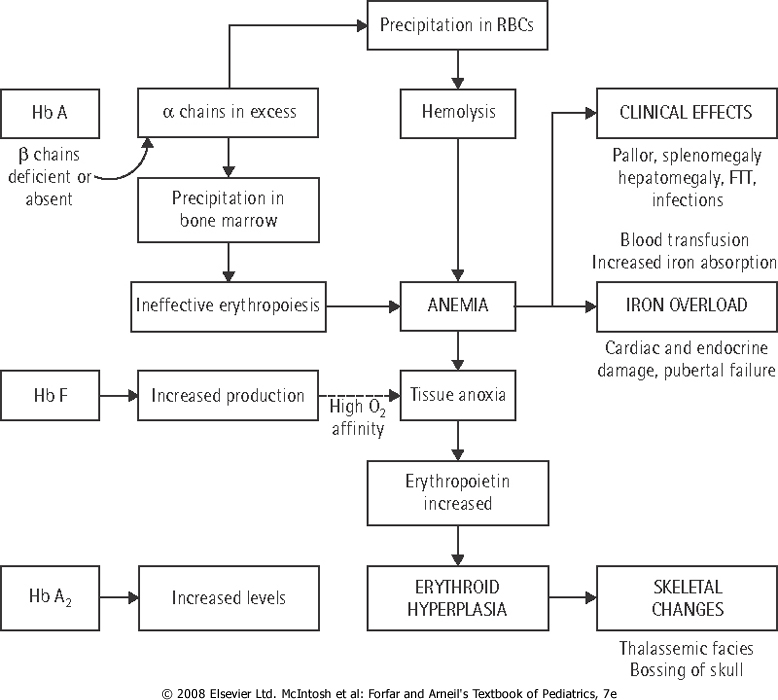 Precipitation in RBCs
Hb A
α chains in excess
Hemolysis
CLINICAL EFFECTS
β chains
deficient or
absent
Pallor, splenomegaly
hepatomegaly, FTT,
infections
Precipitation in
bone marrow
Blood transfusion
Increased iron absorption
Ineffective erythropoiesis
ANEMIA
IRON OVERLOAD
Cardiac and endocrine
damage, pubertal failure
Hb F
Increased production
High O₂
affinity
Tissue anoxia
Erythropoietin
increased
Hb A₂
Increased levels
ERYTHROID
HYPERPLASIA
SKELETAL
CHANGES
Thalassemic facies
Bossing of skull
© 2008 Elsevier Ltd. McIntosh et al: Forfar and Arneil's Textbook of Pediatrics, 7e